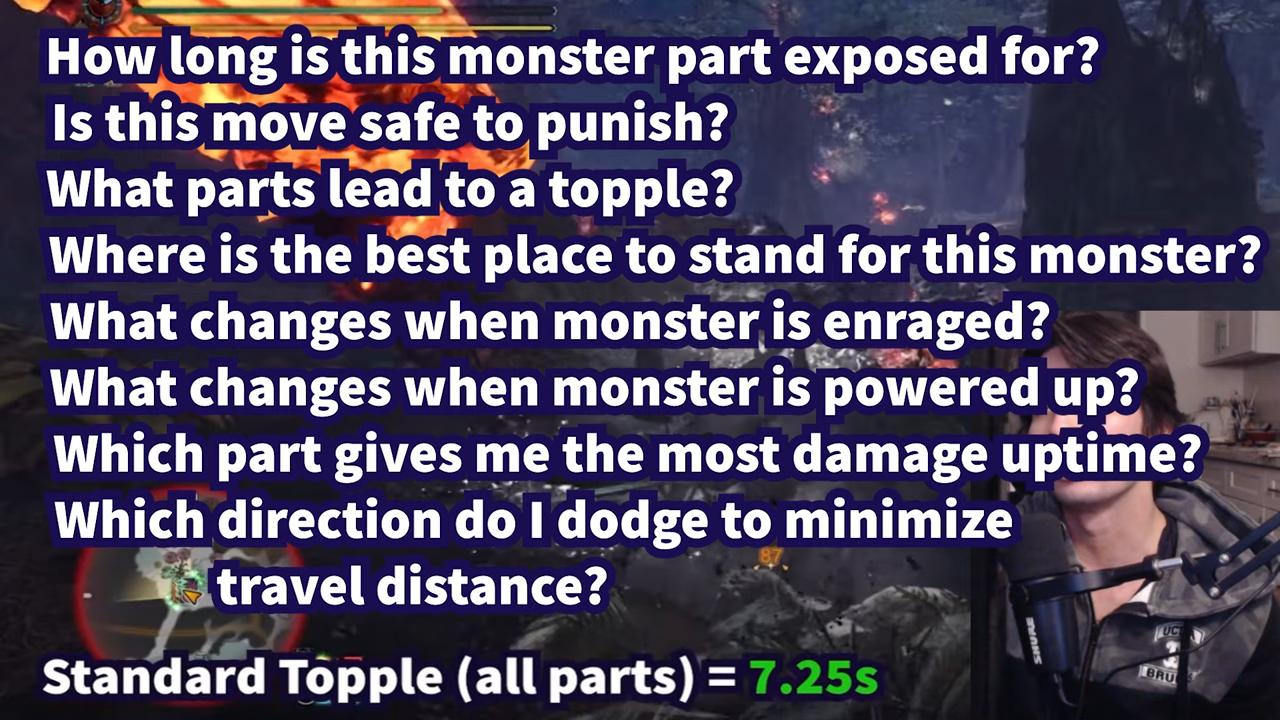 How long is this monster part exposed for?
Is this move safe to punish?
What parts lead to a topple?
Where is the best place to stand for this monster?
What changes when monster is enraged?
What changes when monster is powered up?
Which part gives me the most damage uptime?
Which direction do I dodge to minimize
travel distance?
87
Standard Topple (all parts) = 7.25s
SHURE